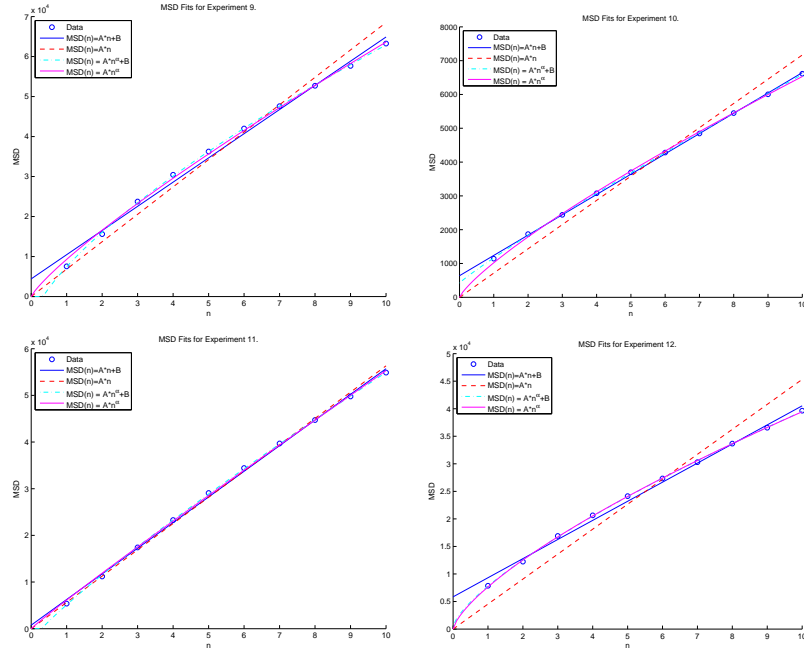 MSD Fits for Experiment 9.
x 10^4
Data
MSD(n)=A*n+B
MSD(n)=A*n
MSD(n) = A*n^α+B
MSD(n) = A*n^α
7
6
5
4
3
2
1
0
MSD
0 1 2 3 4 5 6 7 8 9 10
n
MSD Fits for Experiment 10.
Data
MSD(n)=A*n+B
MSD(n)=A*n
MSD(n) = A*n^α+B
MSD(n) = A*n^α
8000
7000
6000
5000
4000
3000
2000
1000
0
MSD
0 1 2 3 4 5 6 7 8 9 10
n
MSD Fits for Experiment 11.
x 10^4
Data
MSD(n)=A*n+B
MSD(n)=A*n
MSD(n) = A*n^α+B
MSD(n) = A*n^α
6
5
4
3
2
1
0
MSD
0 1 2 3 4 5 6 7 8 9 10
n
MSD Fits for Experiment 12.
x 10^4
Data
MSD(n)=A*n+B
MSD(n)=A*n
MSD(n) = A*n^α+B
MSD(n) = A*n^α
5
4.5
4
3.5
3
2.5
2
1.5
1
0.5
0
MSD
0 1 2 3 4 5 6 7 8 9 10
n